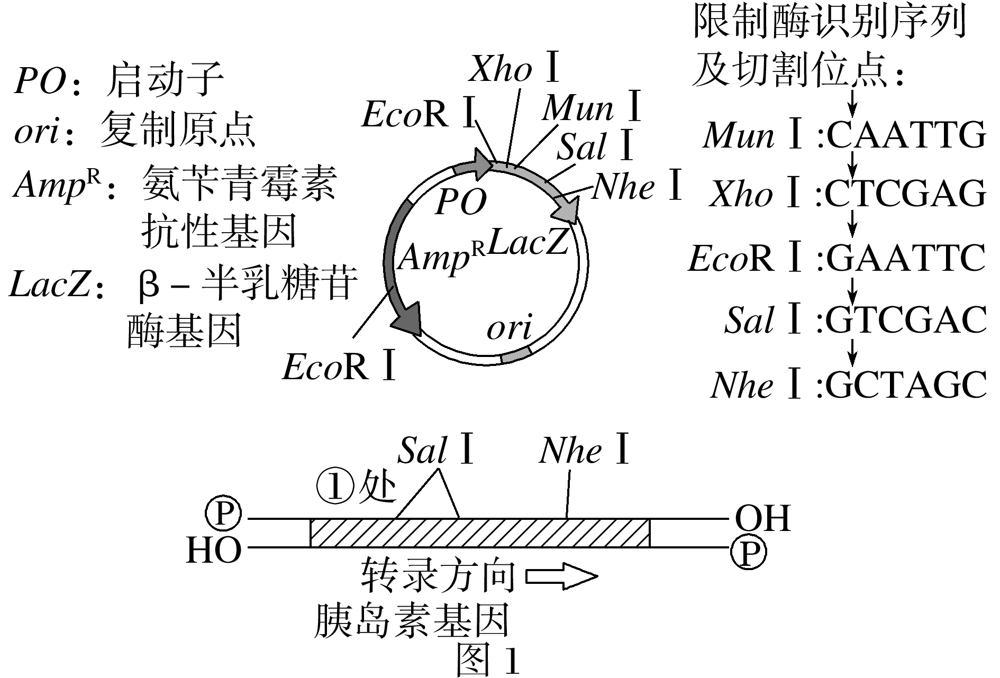 限制酶识别序列
及切割位点：
PO：启动子
ori：复制原点
Amp^R：氨苄青霉素
抗性基因
LacZ：β－半乳糖苷
酶基因
Xho Ⅰ
EcoR Ⅰ
Mun Ⅰ
Sal Ⅰ
Nhe Ⅰ
PO
Amp^R
LacZ
ori
EcoR Ⅰ
Mun Ⅰ:CAATTG
Xho Ⅰ:CTCGAG
EcoR Ⅰ:GAATTC
Sal Ⅰ:GTCGAC
Nhe Ⅰ:GCTAGC
Sal Ⅰ
Nhe Ⅰ
①处
P
OH
HO
P
转录方向
胰岛素基因
图1